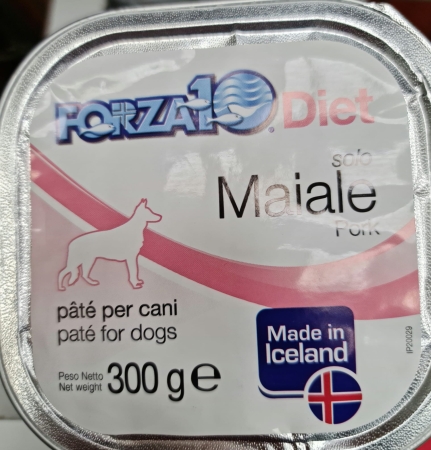 FORZA10® Diet
solo
Maiale
Pork
pâté per cani
paté for dogs
Peso Netto
Net weight 300 g e
Made in
Iceland
IP20029